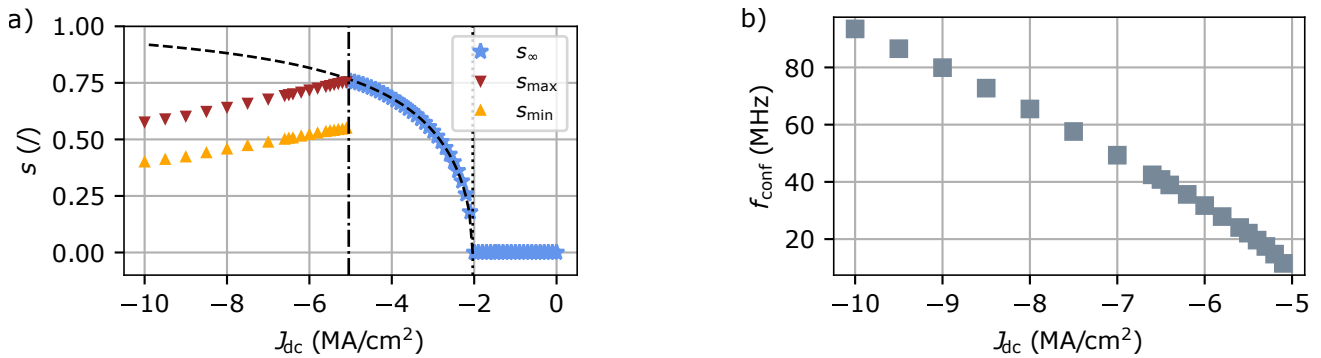 a)
1.00
0.75
0.50
0.25
0.00
s (/)
s∞
smax
smin
−10
−8
−6
−4
−2
0
Jdc (MA/cm²)
b)
80
60
40
20
fconf (MHz)
−10
−9
−8
−7
−6
−5
Jdc (MA/cm²)